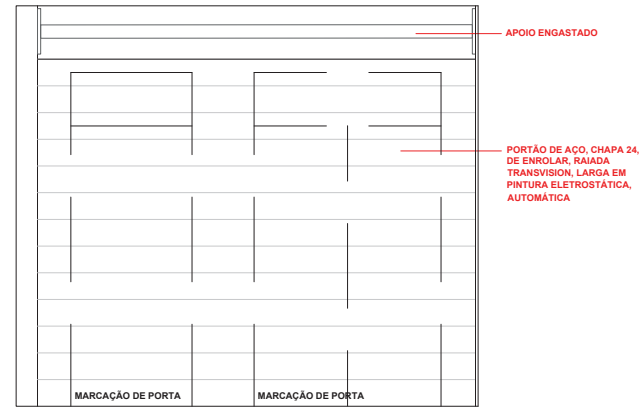 APOIO ENGASTADO
PORTÃO DE AÇO, CHAPA 24,
DE ENROLAR, RAIADA
TRANSVISION, LARGA EM
PINTURA ELETROSTÁTICA,
AUTOMÁTICA
MARCAÇÃO DE PORTA
MARCAÇÃO DE PORTA